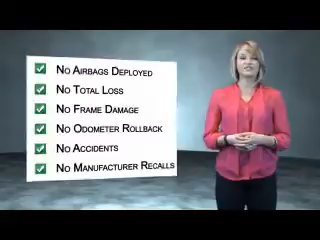 No Airbags Deployed
No Total Loss
No Frame Damage
No Odometer Rollback
No Accidents
No Manufacturer Recalls